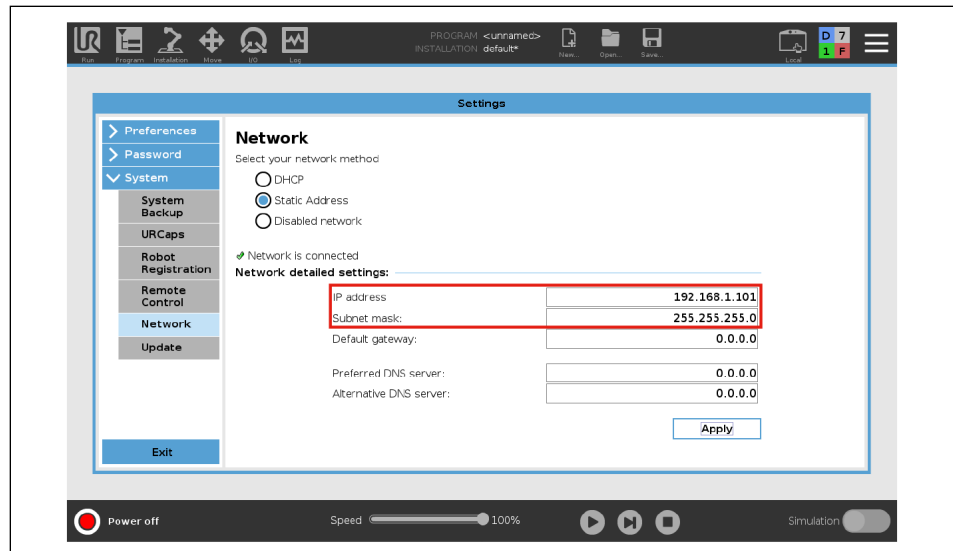 PROGRAM <unnamed>
INSTALLATION default*
Run Program Installation Move I/O Log New... Open... Save... Local
D 7
1 F
Settings
Preferences
Password
System
System
Backup
URCaps
Robot
Registration
Remote
Control
Network
Update
Exit
Network
Select your network method
DHCP
Static Address
Disabled network
Network is connected
Network detailed settings:
IP address 192.168.1.101
Subnet mask: 255.255.255.0
Default gateway: 0.0.0.0
Preferred DNS server: 0.0.0.0
Alternative DNS server: 0.0.0.0
Apply
Power off Speed 100% Simulation